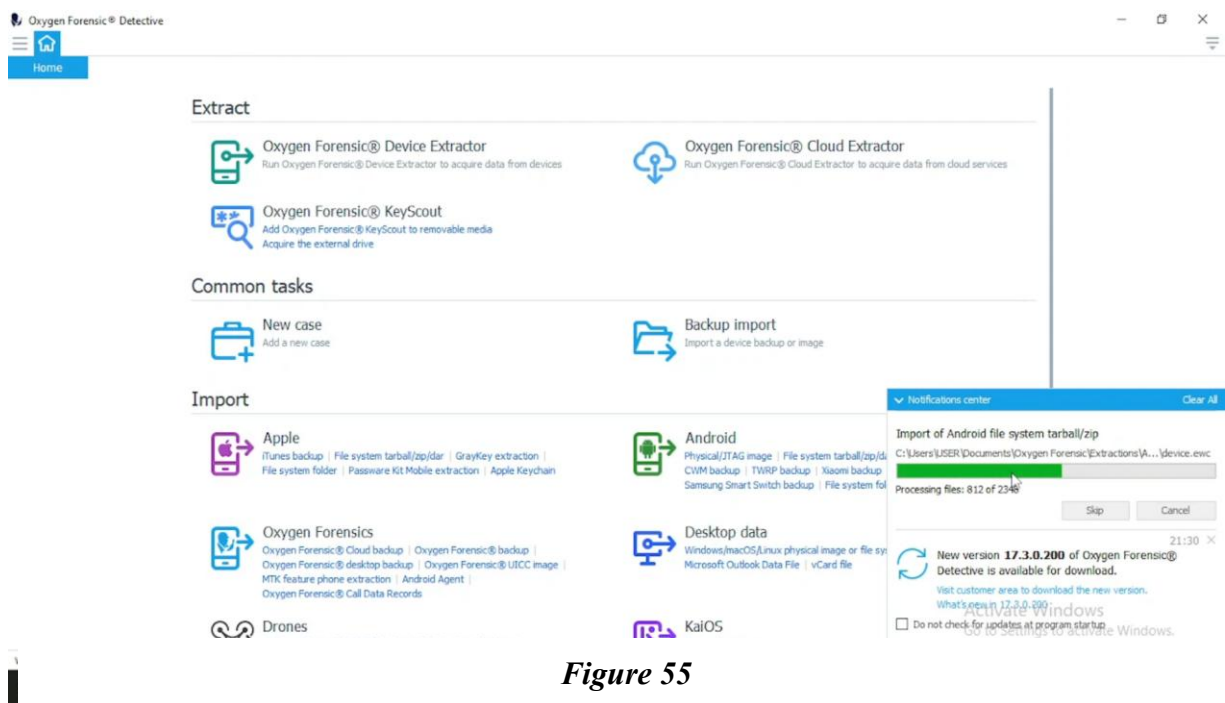 Oxygen Forensic® Detective
Home
Extract
Oxygen Forensic® Device Extractor
Run Oxygen Forensic® Device Extractor to acquire data from devices
Oxygen Forensic® Cloud Extractor
Run Oxygen Forensic® Cloud Extractor to acquire data from cloud services
Oxygen Forensic® KeyScout
Add Oxygen Forensic® KeyScout to removable media
Acquire the external drive
Common tasks
New case
Add a new case
Backup import
Import a device backup or image
Import
Apple
iTunes backup | File system tarball/zip/dar | GrayKey extraction |
File system folder | Passware Kit Mobile extraction | Apple Keychain
Android
Physical/JTAG image | File system tarball/zip/da
CWM backup | TWRP backup | Xiaomi backup
Samsung Smart Switch backup | File system fol
Oxygen Forensics
Oxygen Forensic® Cloud backup | Oxygen Forensic® backup |
Oxygen Forensic® desktop backup | Oxygen Forensic® UICC image |
MTK feature phone extraction | Android Agent |
Oxygen Forensic® Call Data Records
Desktop data
Windows/macOS/Linux physical image or file sy
Microsoft Outlook Data File | vCard file
Drones
KaiOS
Notifications center
Clear All
Import of Android file system tarball/zip
C:\Users\USER\Documents\Oxygen Forensic\Extractions\A...\device.ewc
Processing files: 812 of 2348
Skip
Cancel
21:30
New version 17.3.0.200 of Oxygen Forensic®
Detective is available for download.
Visit customer area to download the new version.
What's new in 17.3.0.200
Activate Windows
Do not check for updates at program startup
Go to Settings to activate Windows.
Figure 55